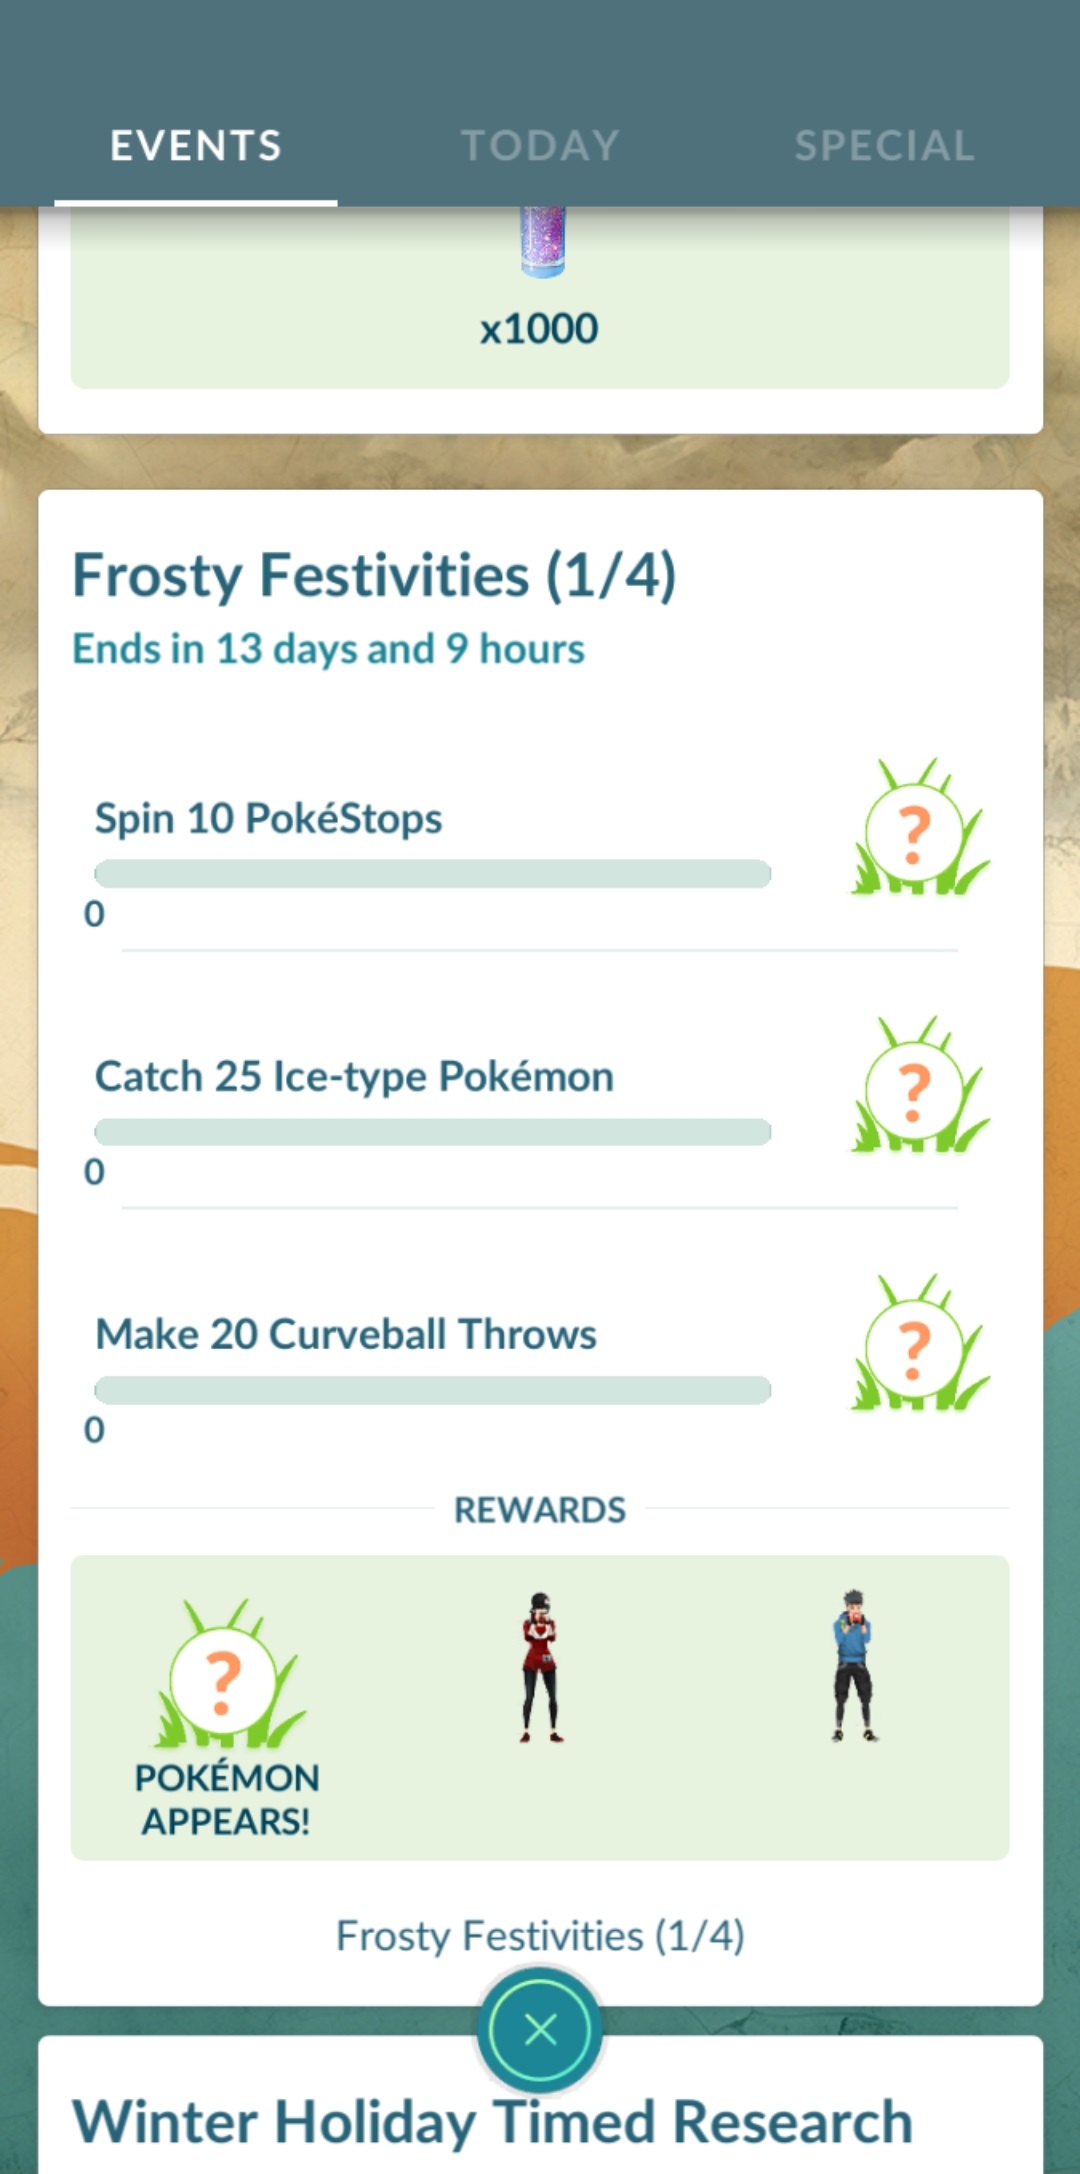 EVENTS
TODAY
SPECIAL
x1000
Frosty Festivities (1/4)
Ends in 13 days and 9 hours
Spin 10 PokéStops
?
0
Catch 25 Ice-type Pokémon
?
0
Make 20 Curveball Throws
?
0
REWARDS
?
POKÉMON
APPEARS!
Frosty Festivities (1/4)
Winter Holiday Timed Research